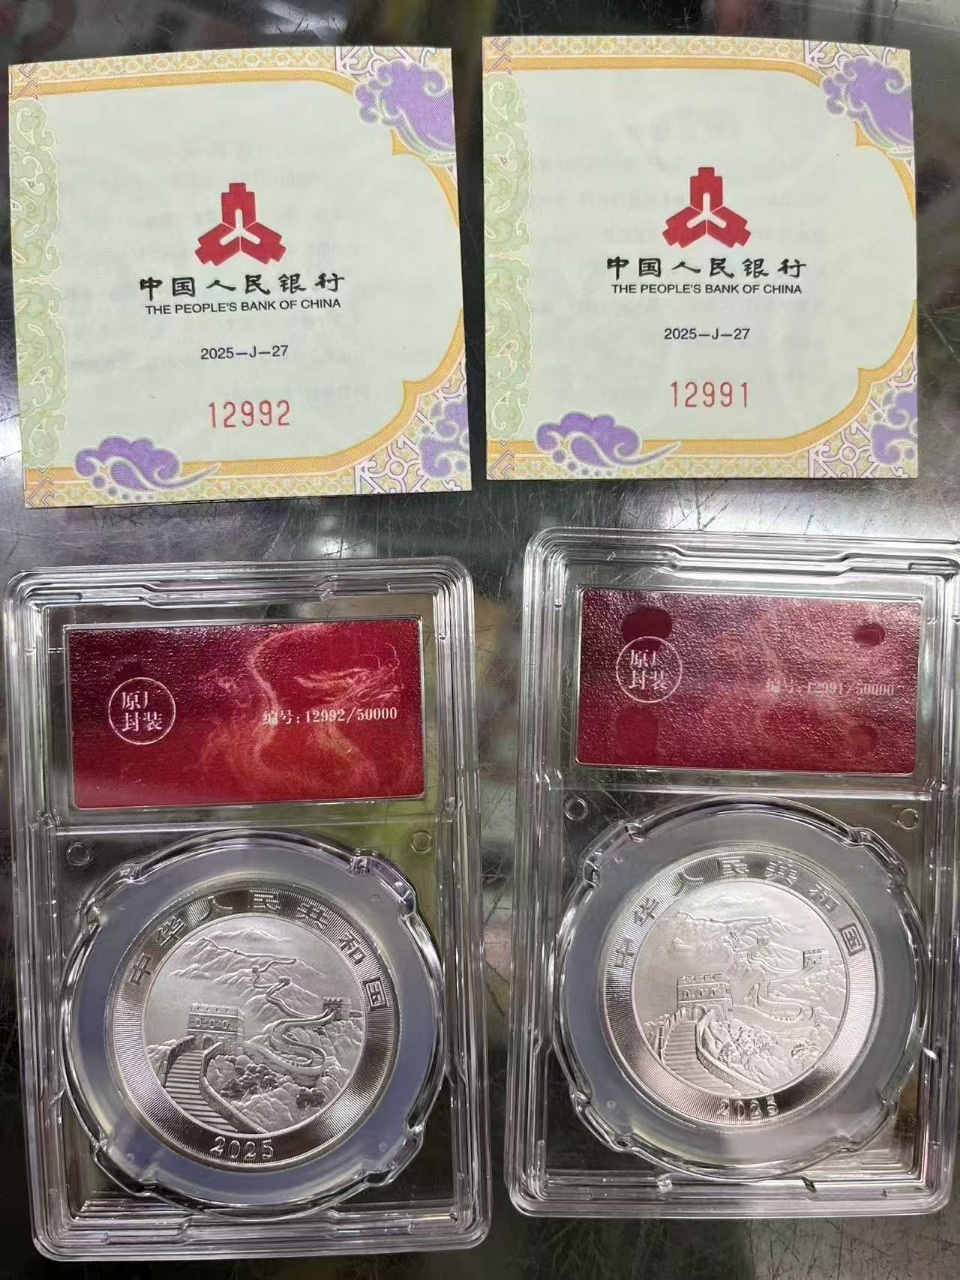 中国人民银行
THE PEOPLE'S BANK OF CHINA
2025-J-27
12992
中国人民银行
THE PEOPLE'S BANK OF CHINA
2025-J-27
12991
原厂
封装
编号:12992/50000
原厂
封装
编号:12991/50000
中华人民共和国
2025
中华人民共和国
2025